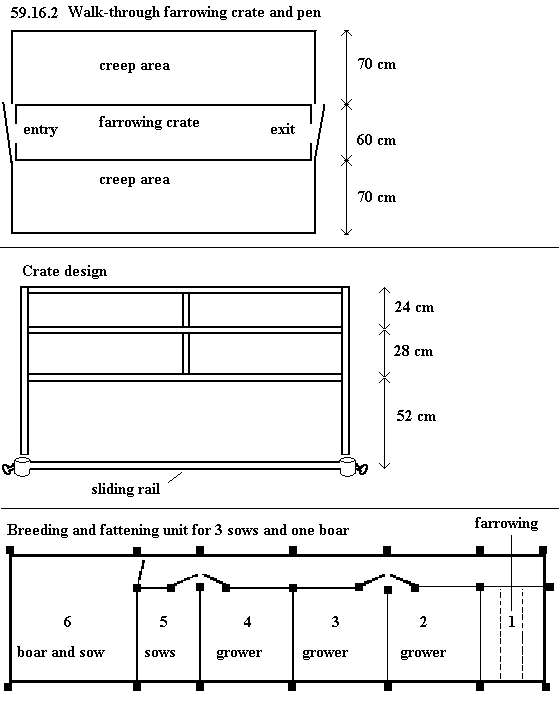 59.16.2 Walk-through farrowing crate and pen
creep area
70 cm
entry
farrowing crate
exit
60 cm
creep area
70 cm
Crate design
24 cm
28 cm
52 cm
sliding rail
farrowing
Breeding and fattening unit for 3 sows and one boar
6 5 4 3 2 1
boar and sow sows grower grower grower